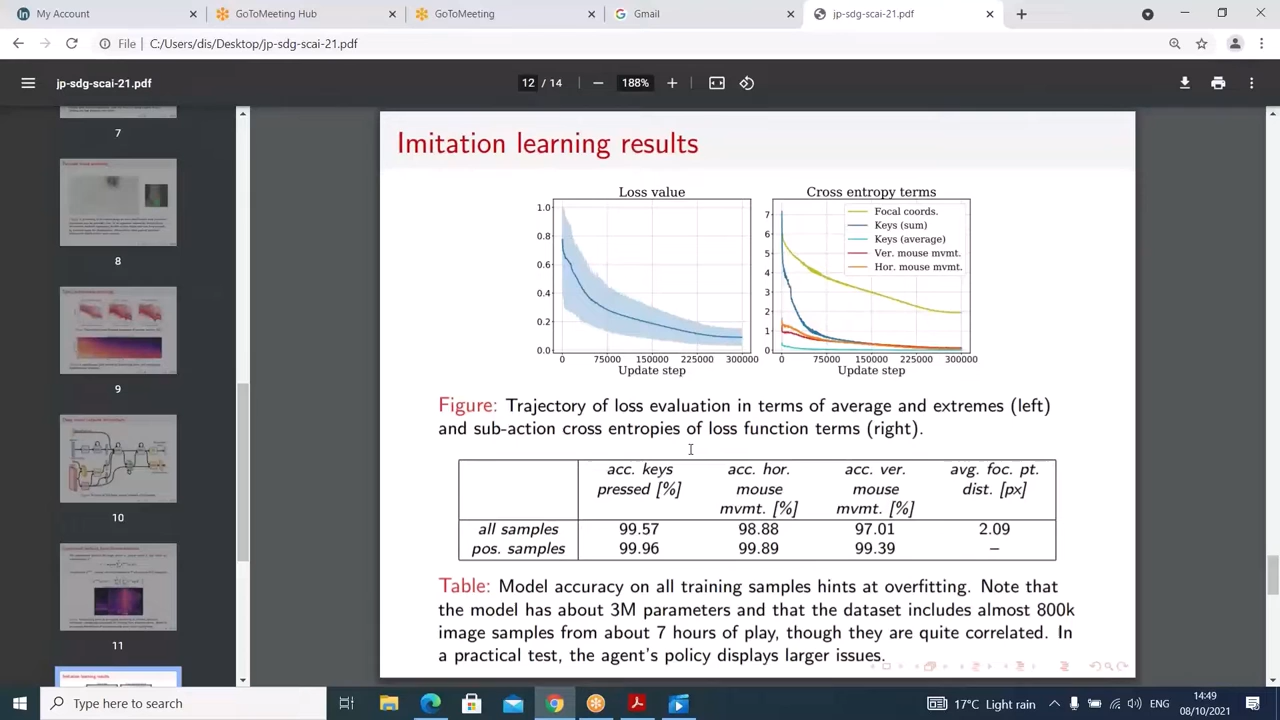 My Account
GoToMeeting Hub
GoToMeeting
Gmail
jp-sdg-scai-21.pdf
File | C:/Users/dis/Desktop/jp-sdg-scai-21.pdf
jp-sdg-scai-21.pdf
12 / 14
188%
7
8
9
10
11
Imitation learning results
Loss value
1.0
0.8
0.6
0.4
0.2
0.0
0 75000 150000 225000 300000
Update step
Cross entropy terms
7
6
5
4
3
2
1
0
Focal coords.
Keys (sum)
Keys (average)
Ver. mouse mvmt.
Hor. mouse mvmt.
0 75000 150000 225000 300000
Update step
Figure: Trajectory of loss evaluation in terms of average and extremes (left)
and sub-action cross entropies of loss function terms (right).
acc. keys acc. hor. acc. ver. avg. foc. pt.
pressed [%] mouse mouse dist. [px]
mvmt. [%] mvmt. [%]
all samples 99.57 98.88 97.01 2.09
pos. samples 99.96 99.89 99.39 –
Table: Model accuracy on all training samples hints at overfitting. Note that
the model has about 3M parameters and that the dataset includes almost 800k
image samples from about 7 hours of play, though they are quite correlated. In
a practical test, the agent's policy displays larger issues.
Type here to search
17°C Light rain
ENG
14:49
08/10/2021